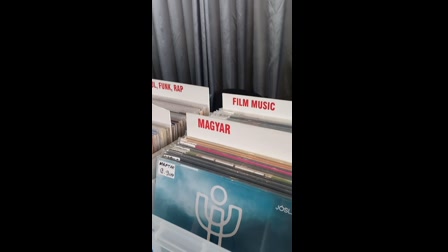 L, FUNK, RAP
FILM MUSIC
MAGYAR